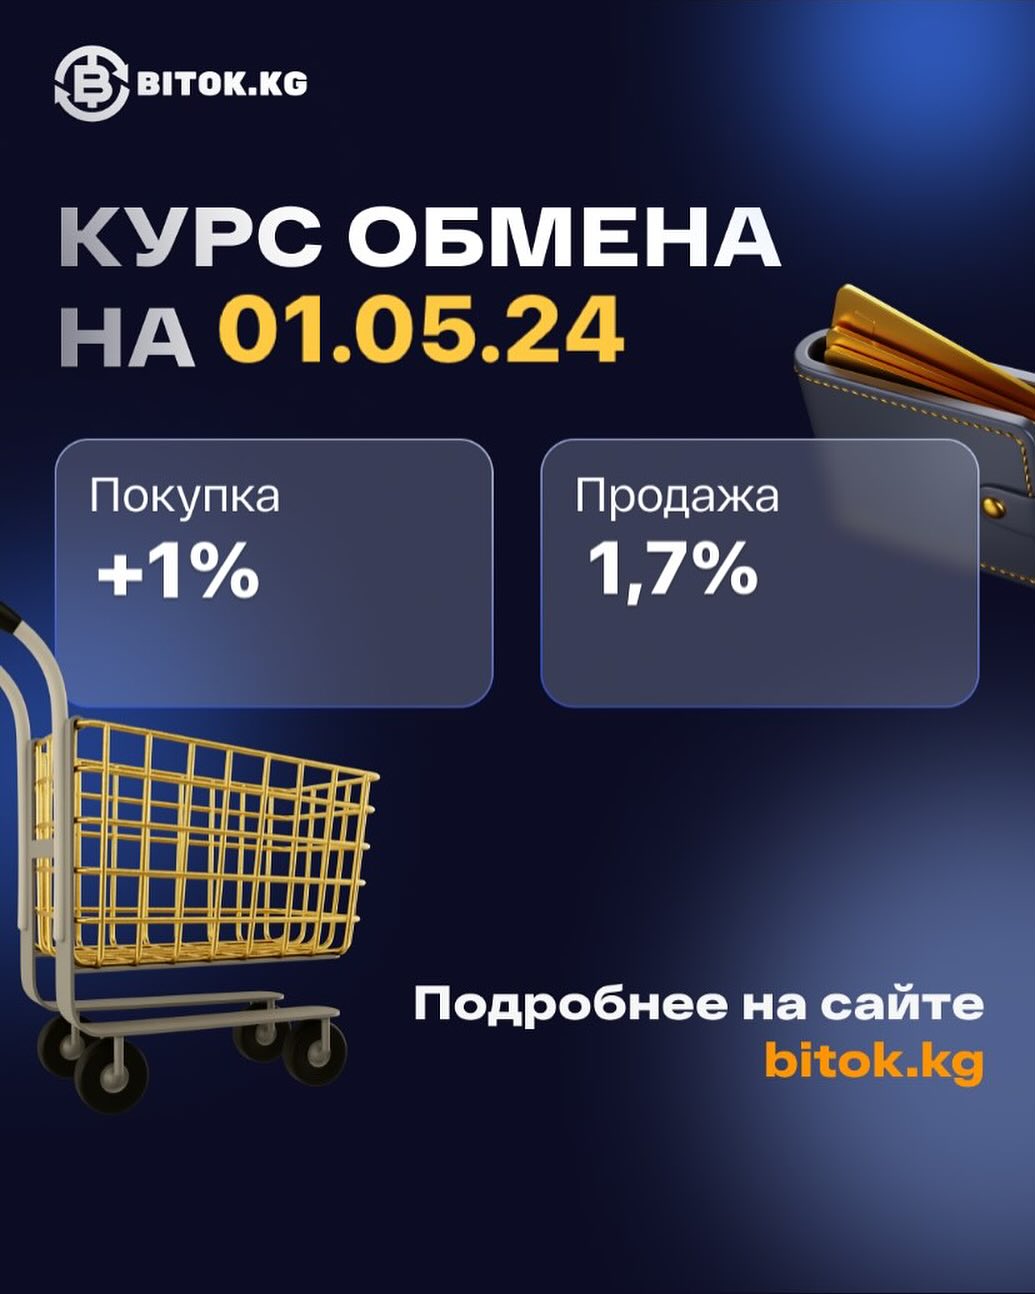 BITOK.KG
КУРС ОБМЕНА
НА 01.05.24
Покупка
+1%
Продажа
1,7%
Подробнее на сайте
bitok.kg